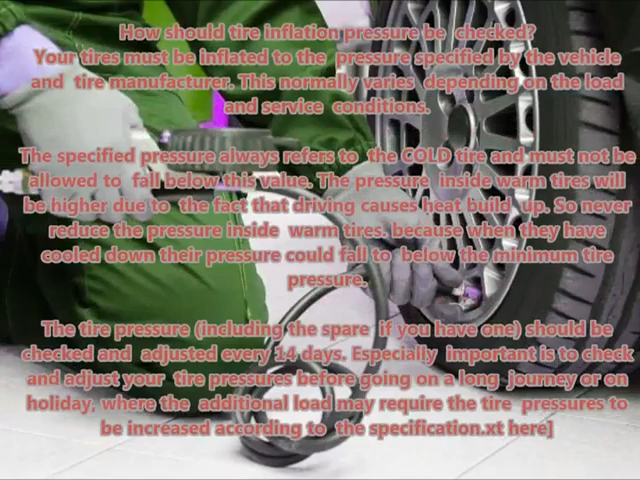 How should tire inflation pressure be checked?
Your tires must be inflated to the pressure specified by the vehicle
and tire manufacturer. This normally varies depending on the load
and service conditions.
The specified pressure always refers to the COLD tire and must not be
allowed to fall below this value. The pressure inside warm tires will
be higher due to the fact that driving causes heat build up. So never
reduce the pressure inside warm tires. because when they have
cooled down their pressure could fall to below the minimum tire
pressure.
The tire pressure (including the spare if you have one) should be
checked and adjusted every 14 days. Especially important is to check
and adjust your tire pressures before going on a long journey or on
holiday, where the additional load may require the tire pressures to
be increased according to the specification.xt here]